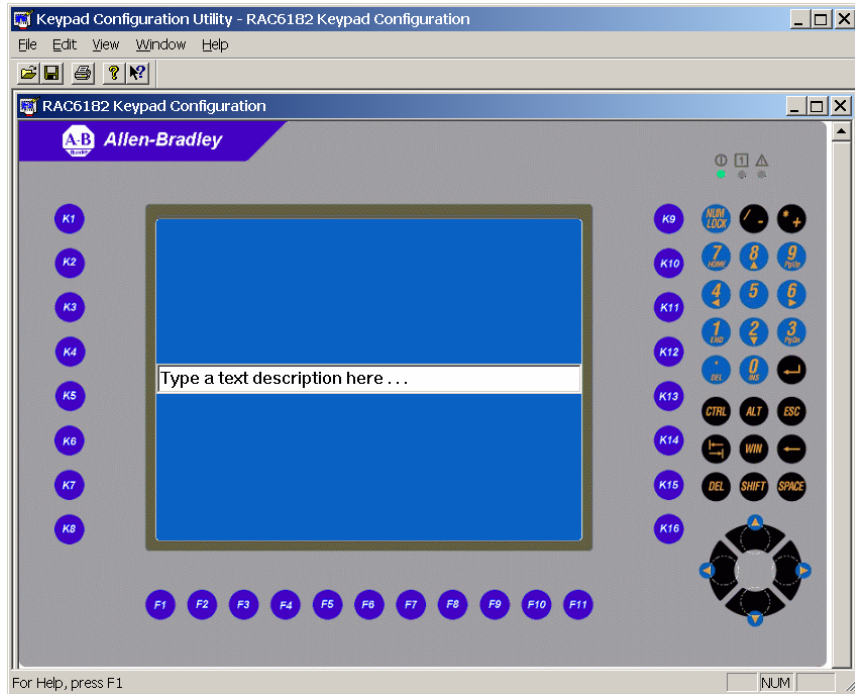 Keypad Configuration Utility - RAC6182 Keypad Configuration
File Edit View Window Help
RAC6182 Keypad Configuration
A-B Allen-Bradley
1
K1
K2
K3
K4
K5
K6
K7
K8
Type a text description here . . .
K9
K10
K11
K12
K13
K14
K15
K16
NUM LOCK / - * +
7 HOME 8 9 PgUp
4 5 6
1 END 2 3 PgDn
. DEL 0 INS
CTRL ALT ESC
WIN
DEL SHIFT SPACE
F1 F2 F3 F4 F5 F6 F7 F8 F9 F10 F11
For Help, press F1
NUM